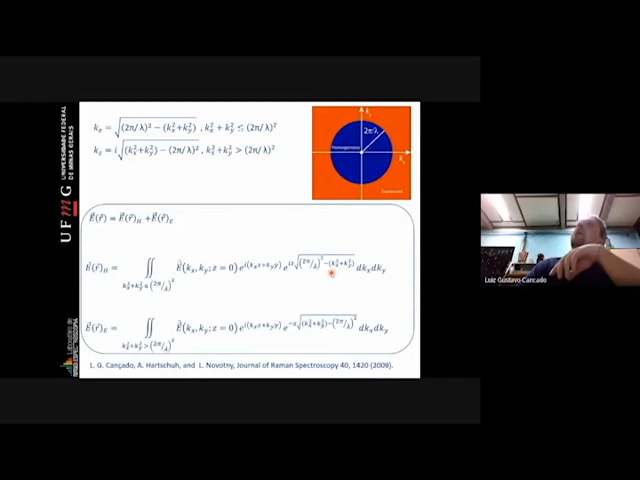 k_z = √((2π/λ)² − (k_x²+k_y²)) , k_x² + k_y² ≤ (2π/λ)²
k_z = i√((k_x²+k_y²) − (2π/λ)²) , k_x²+k_y² > (2π/λ)²
k_y
2π/λ
Homogeneous
k_x
Evanescent
UNIVERSIDADE FEDERAL
DE MINAS GERAIS
UFmG
E⃗(r⃗) = E⃗(r⃗)_H + E⃗(r⃗)_E
E⃗(r⃗)_H = ∬_{k_x²+k_y² ≤ (2π/λ)²} Ê(k_x, k_y; z = 0) e^{i(k_x x+k_y y)} e^{iz√((2π/λ)²−(k_x²+k_y²))} dk_x dk_y
E⃗(r⃗)_E = ∬_{k_x²+k_y² > (2π/λ)²} Ê(k_x, k_y; z = 0) e^{i(k_x x+k_y y)} e^{−z√((k_x²+k_y²)−(2π/λ)²)} dk_x dk_y
L. G. Cançado, A. Hartschuh, and L. Novotny, Journal of Raman Spectroscopy 40, 1420 (2009).
Luiz Gustavo Cancado